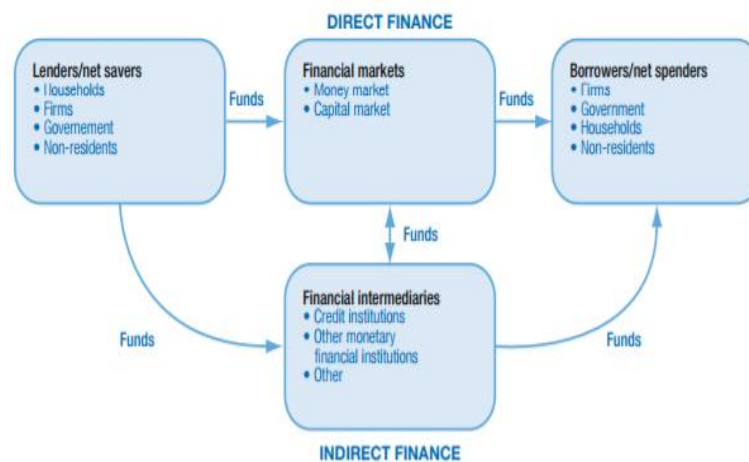 DIRECT FINANCE
Lenders/net savers
• Households
• Firms
• Governement
• Non-residents
Funds
Financial markets
• Money market
• Capital market
Funds
Borrowers/net spenders
• Firms
• Government
• Households
• Non-residents
Funds
Financial intermediaries
• Credit institutions
• Other monetary
financial institutions
• Other
Funds
Funds
INDIRECT FINANCE